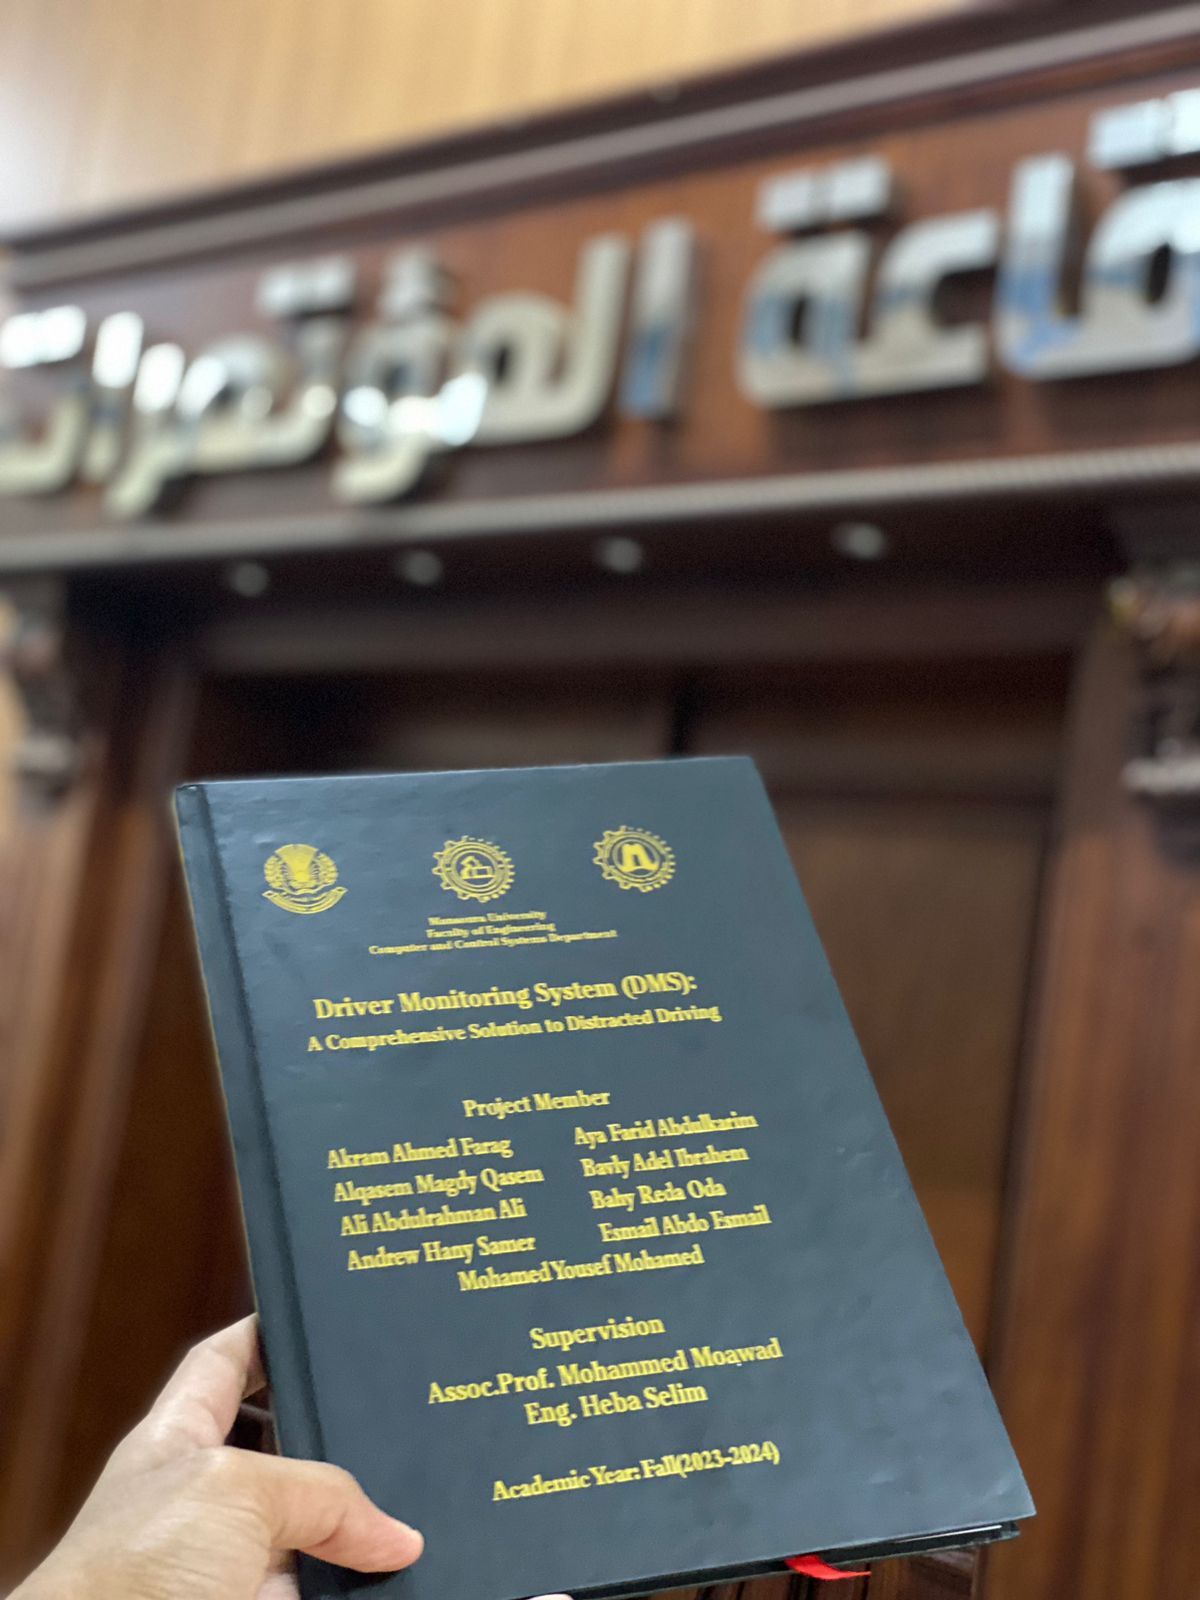 قاعة المؤتمرات
Mansoura University
Faculty of Engineering
Computer and Control Systems Department
Driver Monitoring System (DMS):
A Comprehensive Solution to Distracted Driving
Project Member
Akram Ahmed Farag Aya Farid Abdulkarim
Alqasem Magdy Qasem Bavly Adel Ibrahem
Ali Abdulrahman Ali Bahy Reda Oda
Andrew Hany Samer Esmail Abdo Esmail
Mohamed Yousef Mohamed
Supervision
Assoc.Prof. Mohammed Moawad
Eng. Heba Selim
Academic Year: Fall(2023-2024)